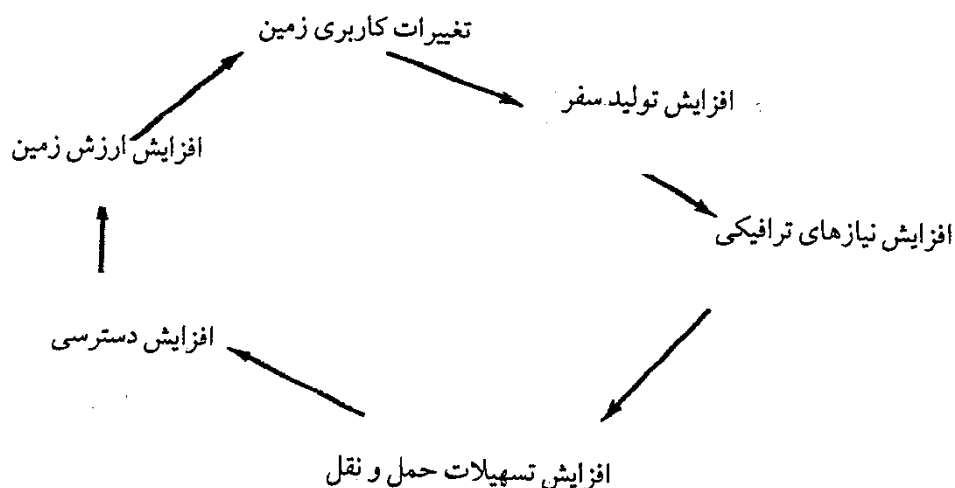 تغییرات کاربری زمین
افزایش تولید سفر
افزایش ارزش زمین
افزایش نیازهای ترافیکی
افزایش دسترسی
افزایش تسهیلات حمل و نقل